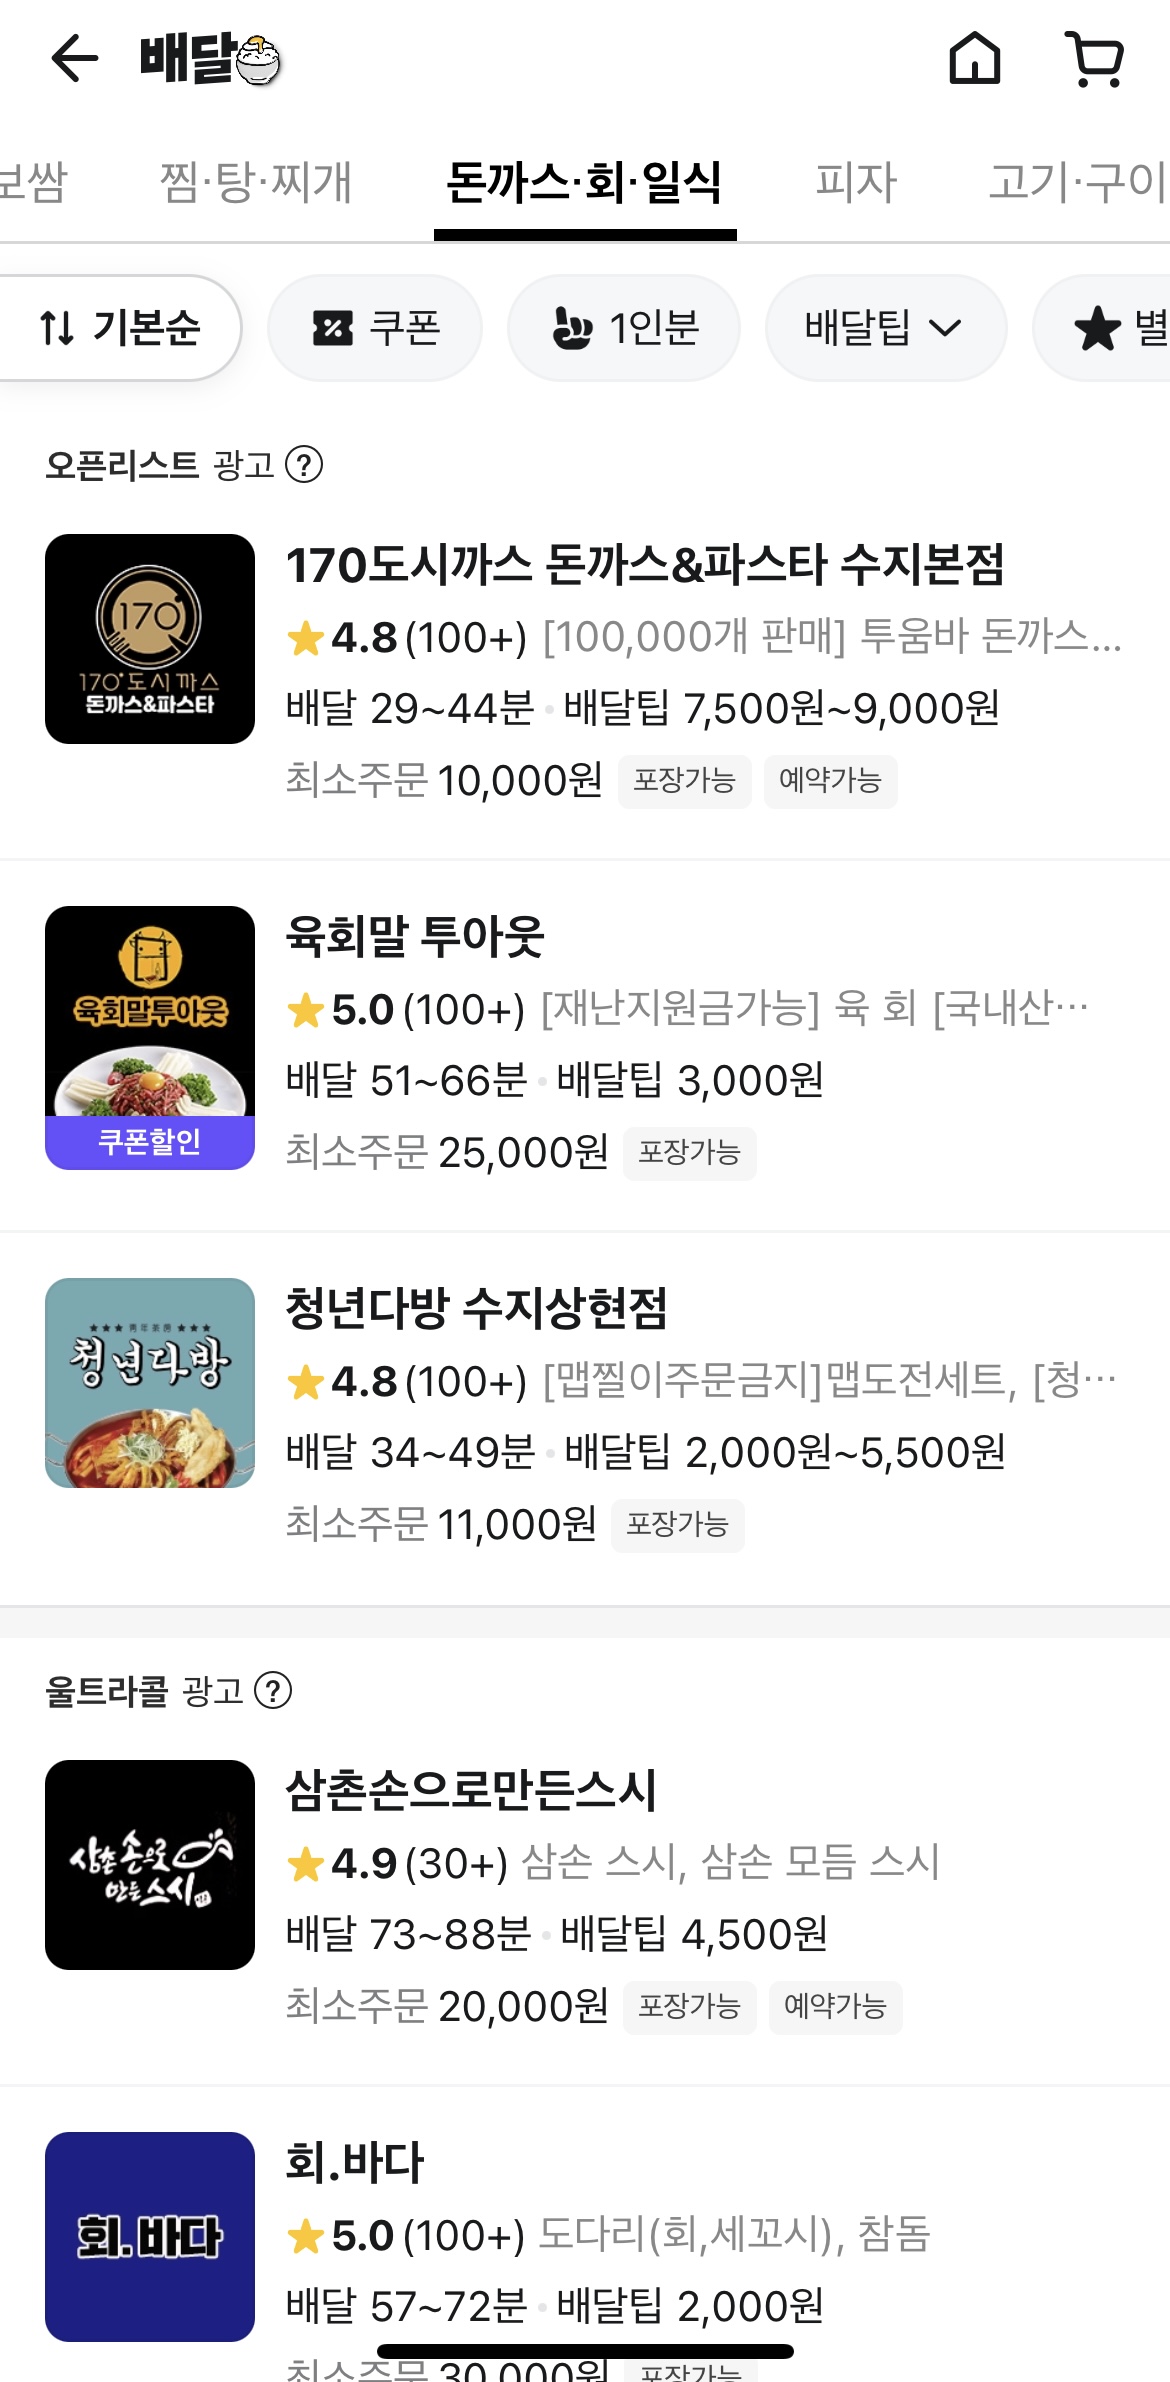 배달
보쌈 찜·탕·찌개 돈까스·회·일식 피자 고기·구이
기본순 쿠폰 1인분 배달팁 별
오픈리스트 광고 ?
170
170°도시까스
돈까스&파스타
170도시까스 돈까스&파스타 수지본점
4.8(100+) [100,000개 판매] 투움바 돈까스...
배달 29~44분 · 배달팁 7,500원~9,000원
최소주문 10,000원 포장가능 예약가능
육회말투아웃
쿠폰할인
육회말 투아웃
5.0(100+) [재난지원금가능] 육 회 [국내산…
배달 51~66분 · 배달팁 3,000원
최소주문 25,000원 포장가능
★★★ 靑年茶房 ★★★
청년다방
청년다방 수지상현점
4.8(100+) [맵찔이주문금지]맵도전세트, [청…
배달 34~49분 · 배달팁 2,000원~5,500원
최소주문 11,000원 포장가능
울트라콜 광고 ?
삼촌손으로
만든스시
삼촌손으로만든스시
4.9(30+) 삼손 스시, 삼손 모듬 스시
배달 73~88분 · 배달팁 4,500원
최소주문 20,000원 포장가능 예약가능
회.바다
회.바다
5.0(100+) 도다리(회,세꼬시), 참돔
배달 57~72분 · 배달팁 2,000원
최소주문 30,000원 포장가능